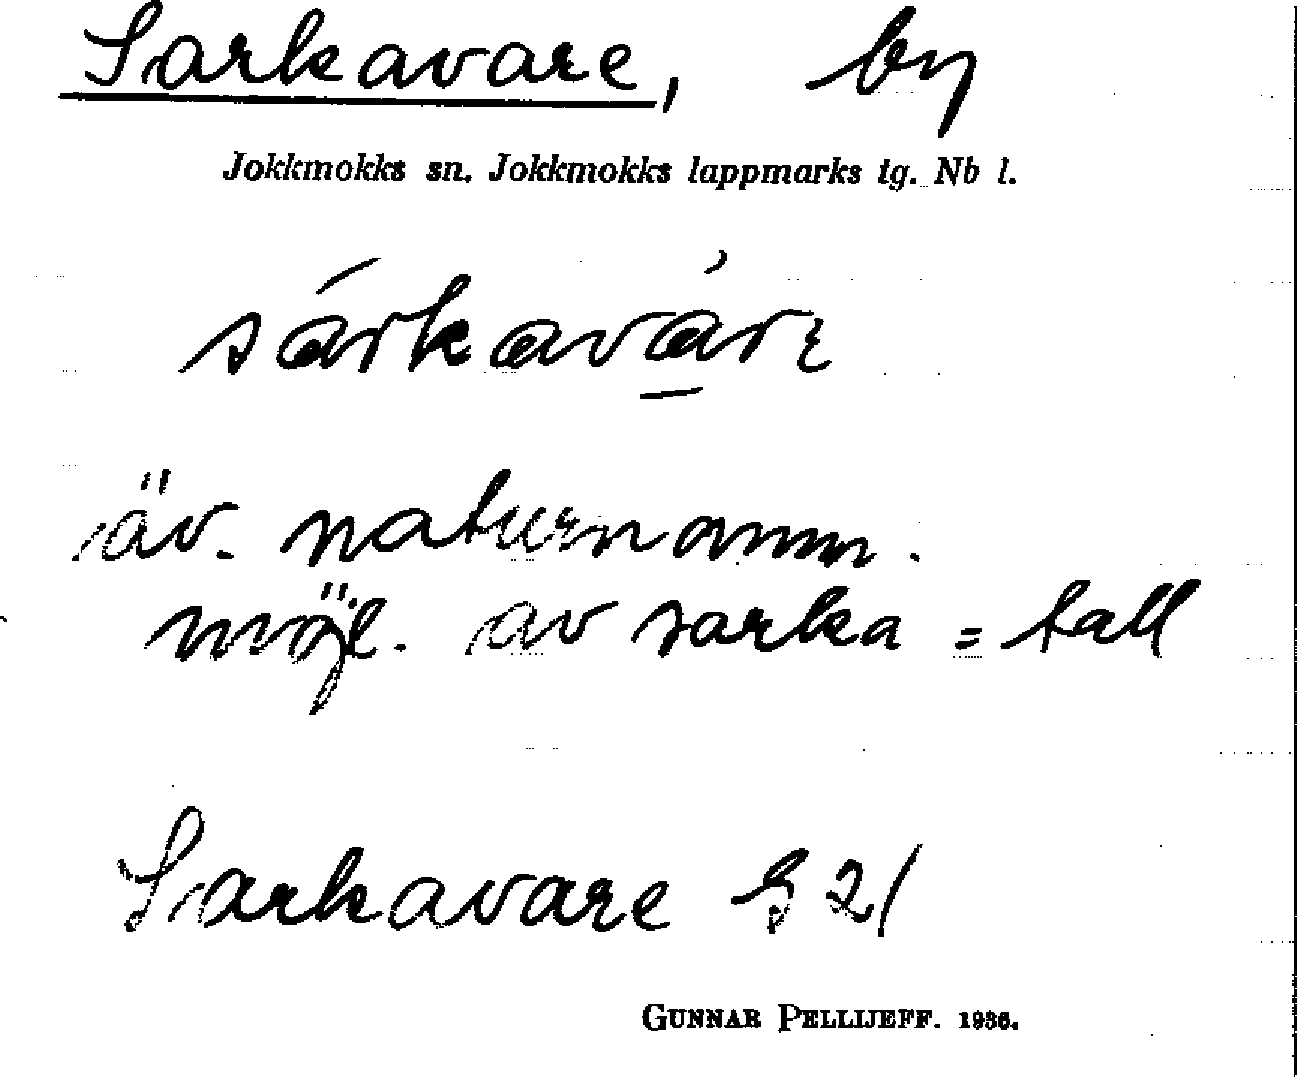 Sarkavare, by
Jokkmokks sn. Jokkmokks lappmarks tg. Nb l.
sárkavàrε
äv. naturnamn.
möjl. av sarka = tall
Sarkavare S 21
GUNNAR PELLIJEFF. 1936.